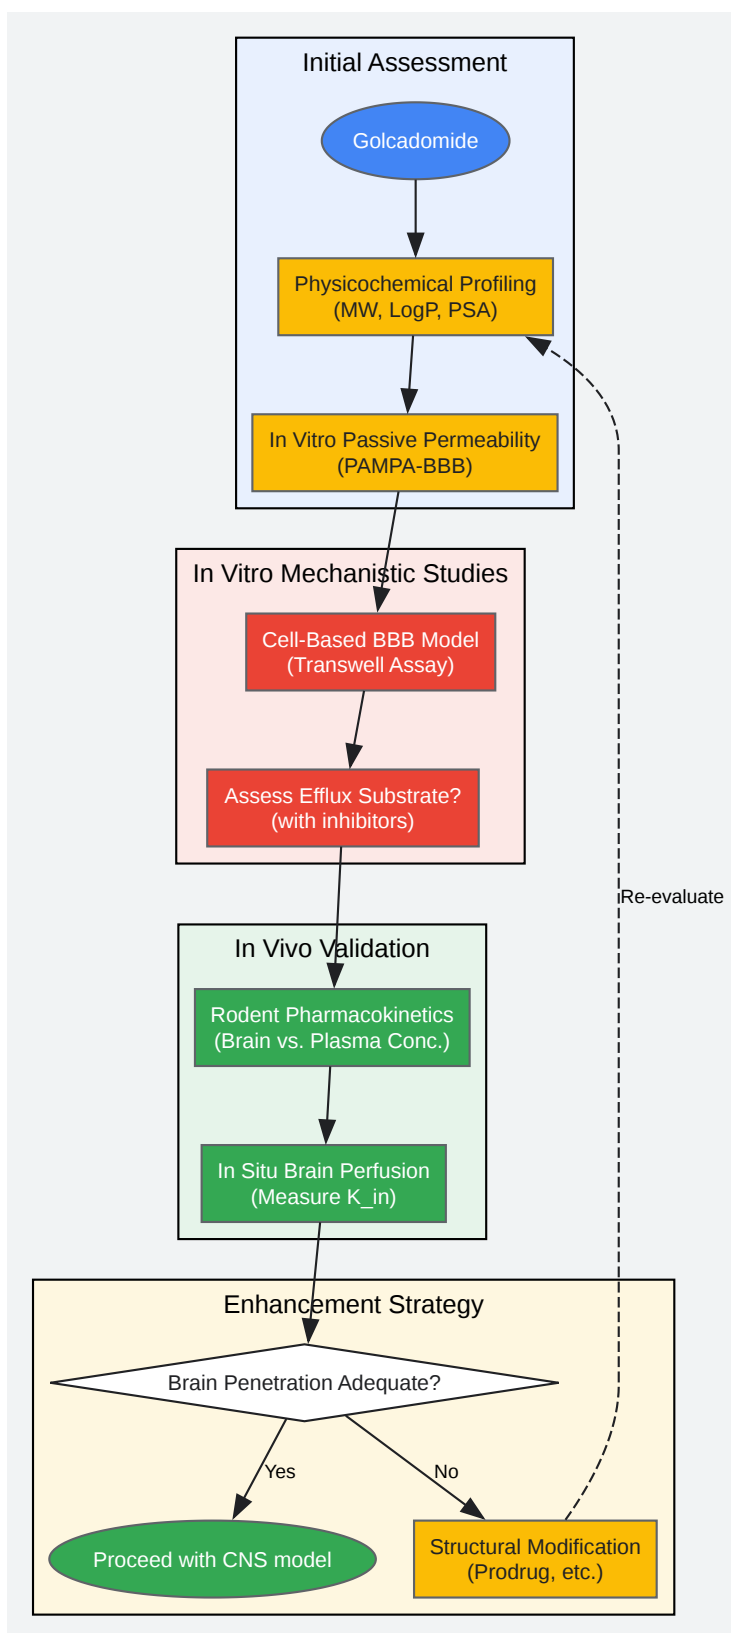 Initial Assessment
Golcadomide
Physicochemical Profiling
(MW, LogP, PSA)
In Vitro Passive Permeability
(PAMPA-BBB)
In Vitro Mechanistic Studies
Cell-Based BBB Model
(Transwell Assay)
Assess Efflux Substrate?
(with inhibitors)
Re-evaluate
In Vivo Validation
Rodent Pharmacokinetics
(Brain vs. Plasma Conc.)
In Situ Brain Perfusion
(Measure K_in)
Enhancement Strategy
Brain Penetration Adequate?
Yes
No
Proceed with CNS model
Structural Modification
(Prodrug, etc.)